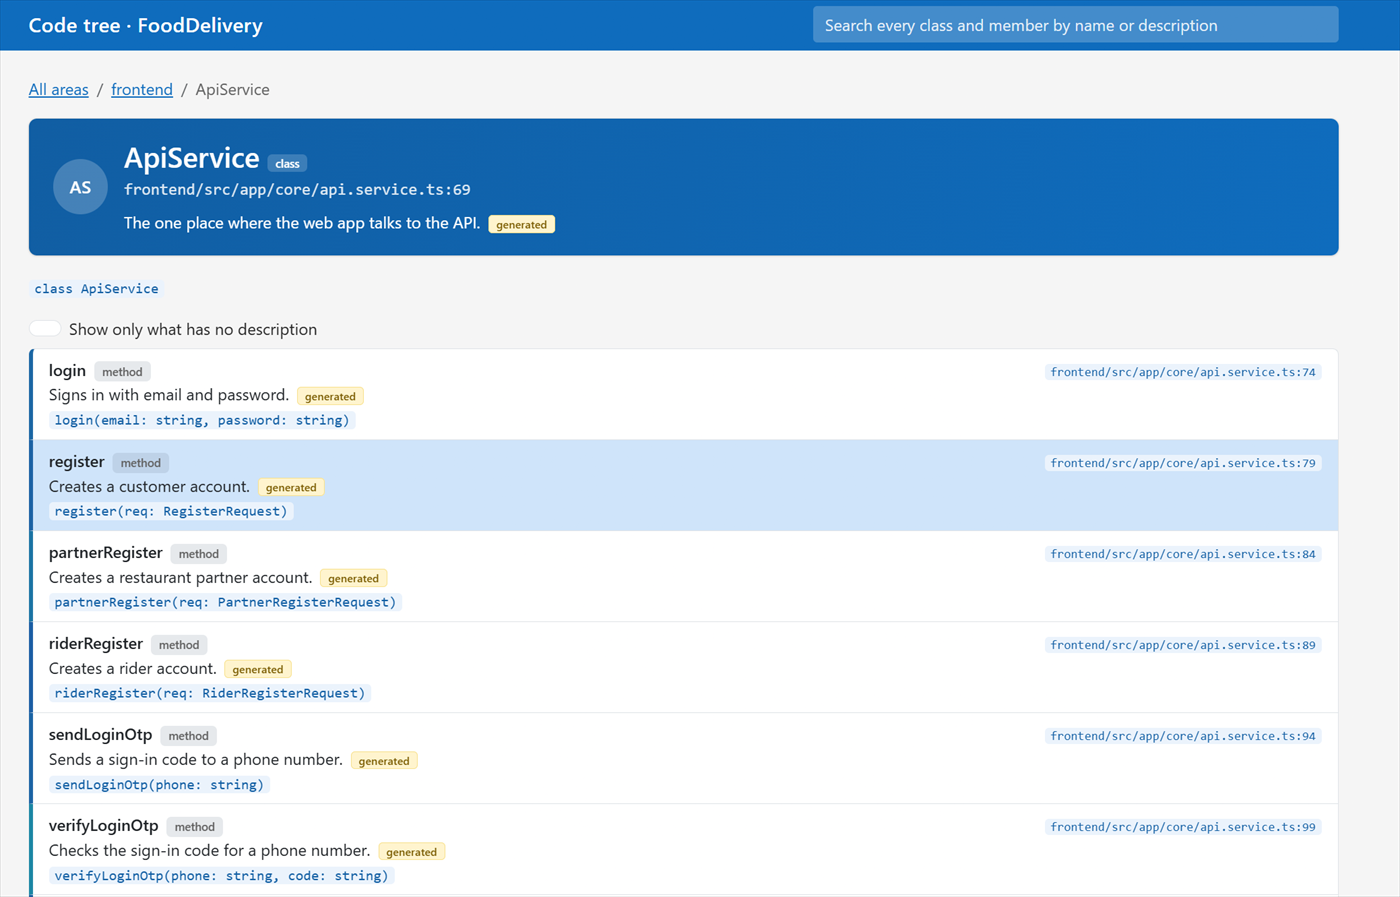 Code tree · FoodDelivery
Search every class and member by name or description
All areas / frontend / ApiService
AS
ApiService class
frontend/src/app/core/api.service.ts:69
The one place where the web app talks to the API. generated
class ApiService
Show only what has no description
login method
frontend/src/app/core/api.service.ts:74
Signs in with email and password. generated
login(email: string, password: string)
register method
frontend/src/app/core/api.service.ts:79
Creates a customer account. generated
register(req: RegisterRequest)
partnerRegister method
frontend/src/app/core/api.service.ts:84
Creates a restaurant partner account. generated
partnerRegister(req: PartnerRegisterRequest)
riderRegister method
frontend/src/app/core/api.service.ts:89
Creates a rider account. generated
riderRegister(req: RiderRegisterRequest)
sendLoginOtp method
frontend/src/app/core/api.service.ts:94
Sends a sign-in code to a phone number. generated
sendLoginOtp(phone: string)
verifyLoginOtp method
frontend/src/app/core/api.service.ts:99
Checks the sign-in code for a phone number. generated
verifyLoginOtp(phone: string, code: string)